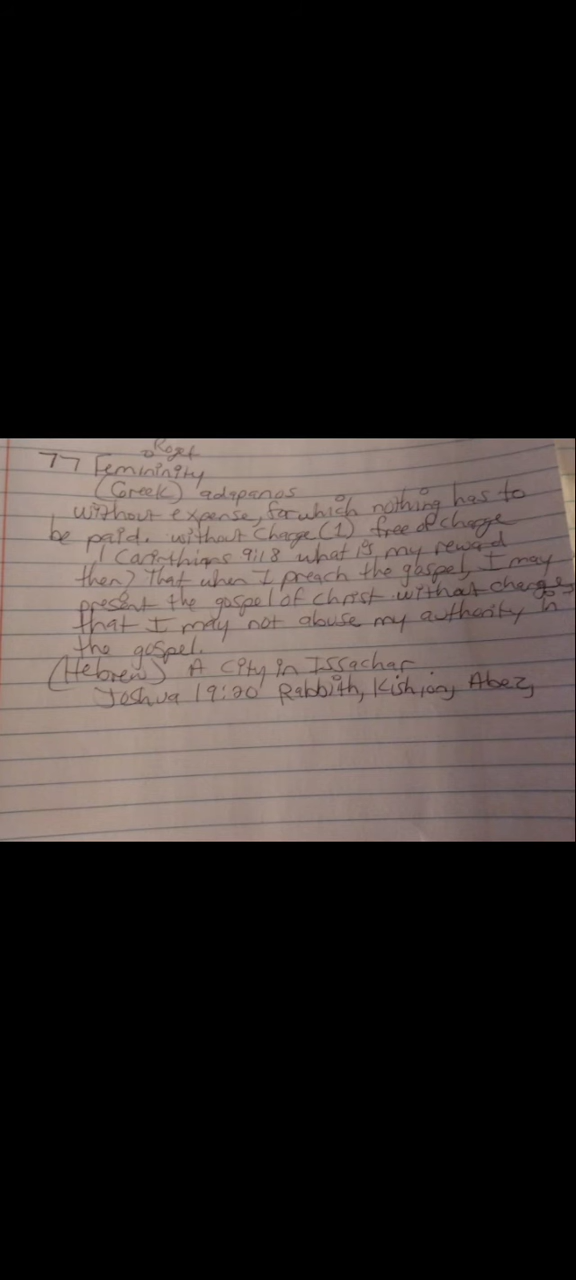 Roget
77 Femininity
(Greek) adapanos
without expense, for which nothing has to
be paid. without charge (1) free of charge
1 Corinthians 9:18 what is my reward
then? That when I preach the gospel, I may
present the gospel of Christ without charge,
that I may not abuse my authority in
the gospel.
(Hebrew) A city in Issachar
Joshua 19:20 Rabbith, Kishion, Abez,